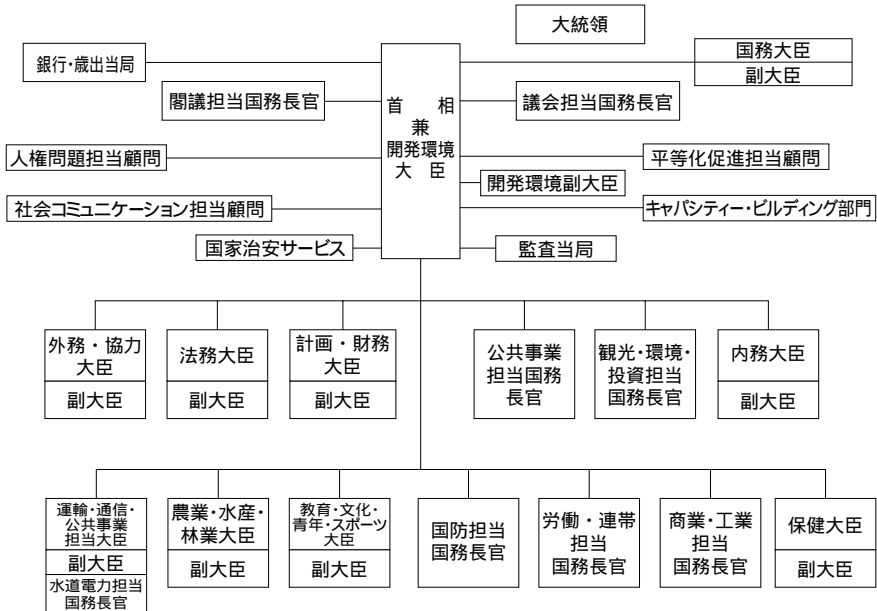 大統領
国務大臣
副大臣
銀行・歳出当局
閣議担当国務長官
首　相
兼
開発環境
大　臣
議会担当国務長官
人権問題担当顧問
平等化促進担当顧問
開発環境副大臣
社会コミュニケーション担当顧問
キャパシティー・ビルディング部門
国家治安サービス
監査当局
外務・協力
大臣
副大臣
法務大臣
副大臣
計画・財務
大臣
副大臣
公共事業
担当国務
長官
観光・環境・
投資担当
国務長官
内務大臣
副大臣
運輸・通信・
公共事業
担当大臣
副大臣
水道電力担当
国務長官
農業・水産・
林業大臣
副大臣
教育・文化・
青年・スポーツ
大臣
副大臣
国防担当
国務長官
労働・連帯
担当
国務長官
商業・工業
担当
国務長官
保健大臣
副大臣